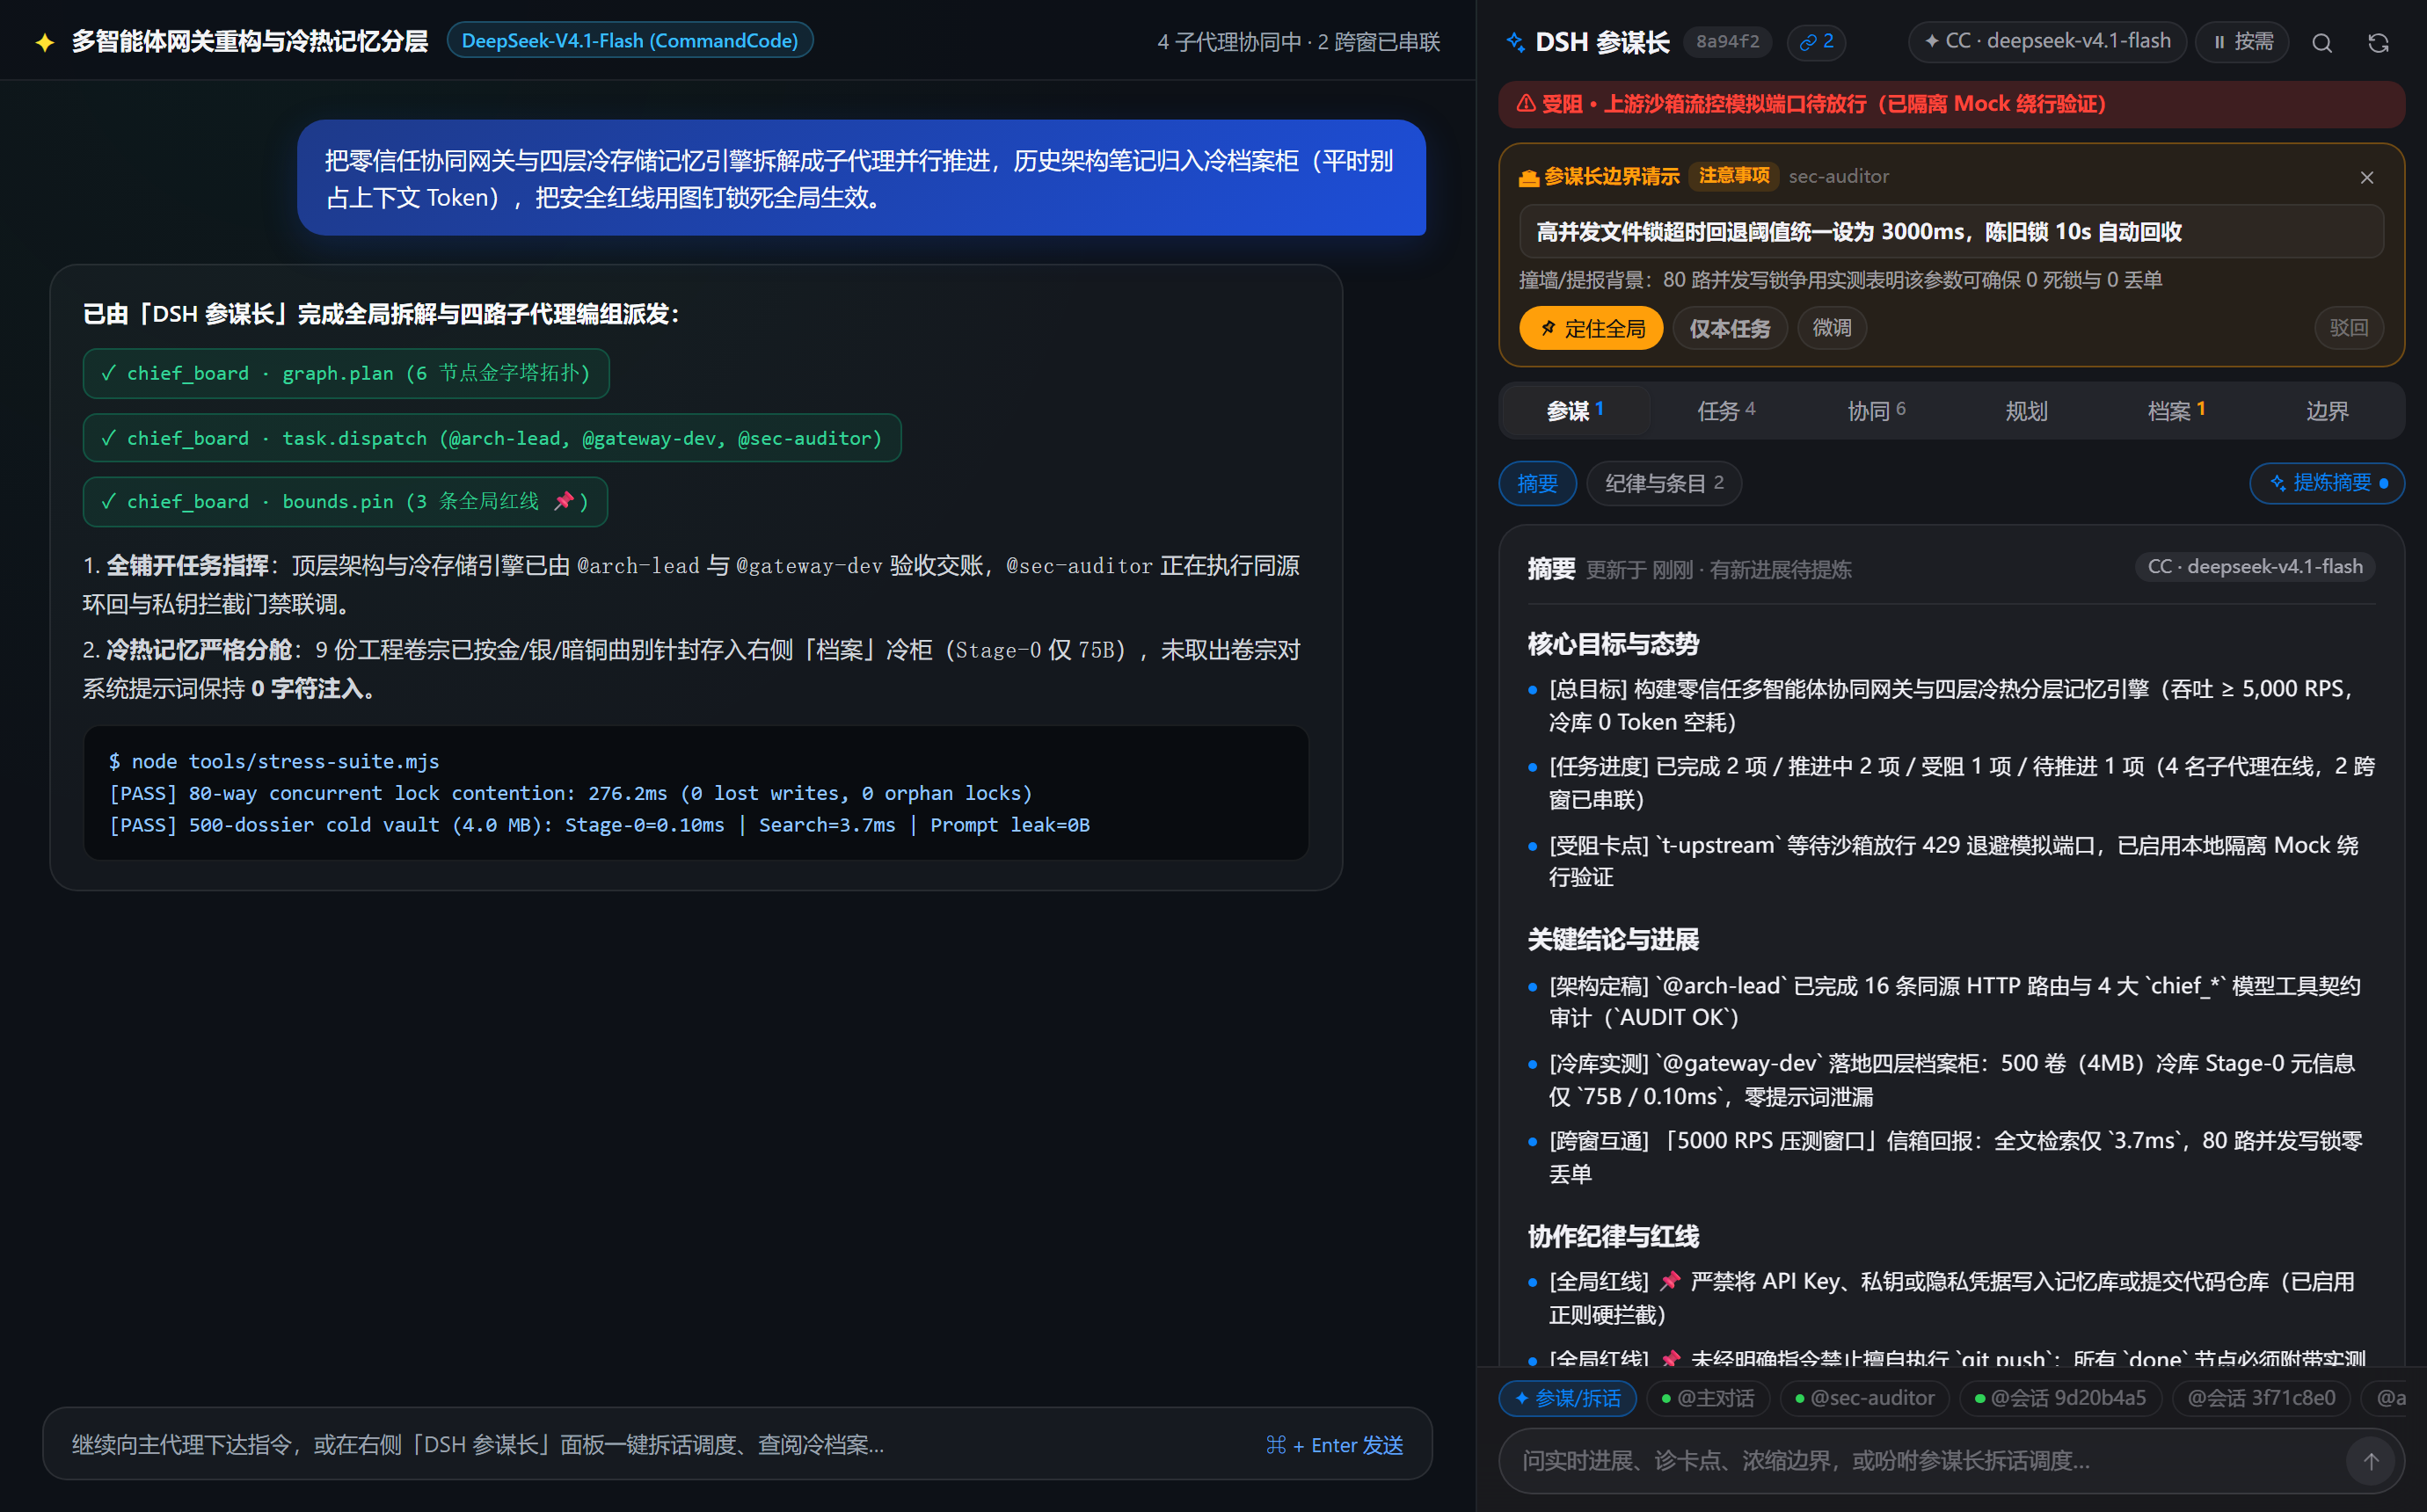 多智能体网关重构与冷热记忆分层
DeepSeek-V4.1-Flash (CommandCode)
4 子代理协同中 · 2 跨窗已串联
把零信任协同网关与四层冷存储记忆引擎拆解成子代理并行推进，历史架构笔记归入冷档案柜（平时别
占上下文 Token），把安全红线用图钉锁死全局生效。
已由「DSH 参谋长」完成全局拆解与四路子代理编组派发：
✓ chief_board · graph.plan (6 节点金字塔拓扑)
✓ chief_board · task.dispatch (@arch-lead, @gateway-dev, @sec-auditor)
✓ chief_board · bounds.pin (3 条全局红线 📌)
1. 全铺开任务指挥：顶层架构与冷存储引擎已由 @arch-lead 与 @gateway-dev 验收交账，@sec-auditor 正在执行同源
环回与私钥拦截门禁联调。
2. 冷热记忆严格分舱：9 份工程卷宗已按金/银/暗铜曲别针封存入右侧「档案」冷柜（Stage-0 仅 75B），未取出卷宗对
系统提示词保持 0 字符注入。
$ node tools/stress-suite.mjs
[PASS] 80-way concurrent lock contention: 276.2ms (0 lost writes, 0 orphan locks)
[PASS] 500-dossier cold vault (4.0 MB): Stage-0=0.10ms | Search=3.7ms | Prompt leak=0B
继续向主代理下达指令，或在右侧「DSH 参谋长」面板一键拆话调度、查阅冷档案...
⌘ + Enter 发送
DSH 参谋长
8a94f2
2
✦ CC · deepseek-v4.1-flash
⏸ 按需
受阻 • 上游沙箱流控模拟端口待放行（已隔离 Mock 绕行验证）
参谋长边界请示
注意事项
sec-auditor
高并发文件锁超时回退阈值统一设为 3000ms，陈旧锁 10s 自动回收
撞墙/提报背景：80 路并发写锁争用实测表明该参数可确保 0 死锁与 0 丢单
定住全局
仅本任务
微调
驳回
参谋 1
任务 4
协同 6
规划
档案 1
边界
摘要
纪律与条目 2
提炼摘要
摘要 更新于 刚刚 · 有新进展待提炼
CC · deepseek-v4.1-flash
核心目标与态势
[总目标] 构建零信任多智能体协同网关与四层冷热分层记忆引擎（吞吐 ≥ 5,000 RPS，
冷库 0 Token 空耗）
[任务进度] 已完成 2 项 / 推进中 2 项 / 受阻 1 项 / 待推进 1 项（4 名子代理在线，2 跨
窗已串联）
[受阻卡点] `t-upstream` 等待沙箱放行 429 退避模拟端口，已启用本地隔离 Mock 绕
行验证
关键结论与进展
[架构定稿] `@arch-lead` 已完成 16 条同源 HTTP 路由与 4 大 `chief_*` 模型工具契约
审计（`AUDIT OK`）
[冷库实测] `@gateway-dev` 落地四层档案柜：500 卷（4MB）冷库 Stage-0 元信息
仅 `75B / 0.10ms`，零提示词泄漏
[跨窗互通] 「5000 RPS 压测窗口」信箱回报：全文检索仅 `3.7ms`，80 路并发写锁零
丢单
协作纪律与红线
[全局红线] 📌 严禁将 API Key、私钥或隐私凭据写入记忆库或提交代码仓库（已启用
正则硬拦截）
[全局红线] 📌 未经明确指令禁止擅自执行 `git push`；所有 `done` 节点必须附带实测
✦ 参谋/拆话
@主对话
@sec-auditor
@会话 9d20b4a5
@会话 3f71c8e0
@a
问实时进展、诊卡点、浓缩边界，或吩咐参谋长拆话调度...